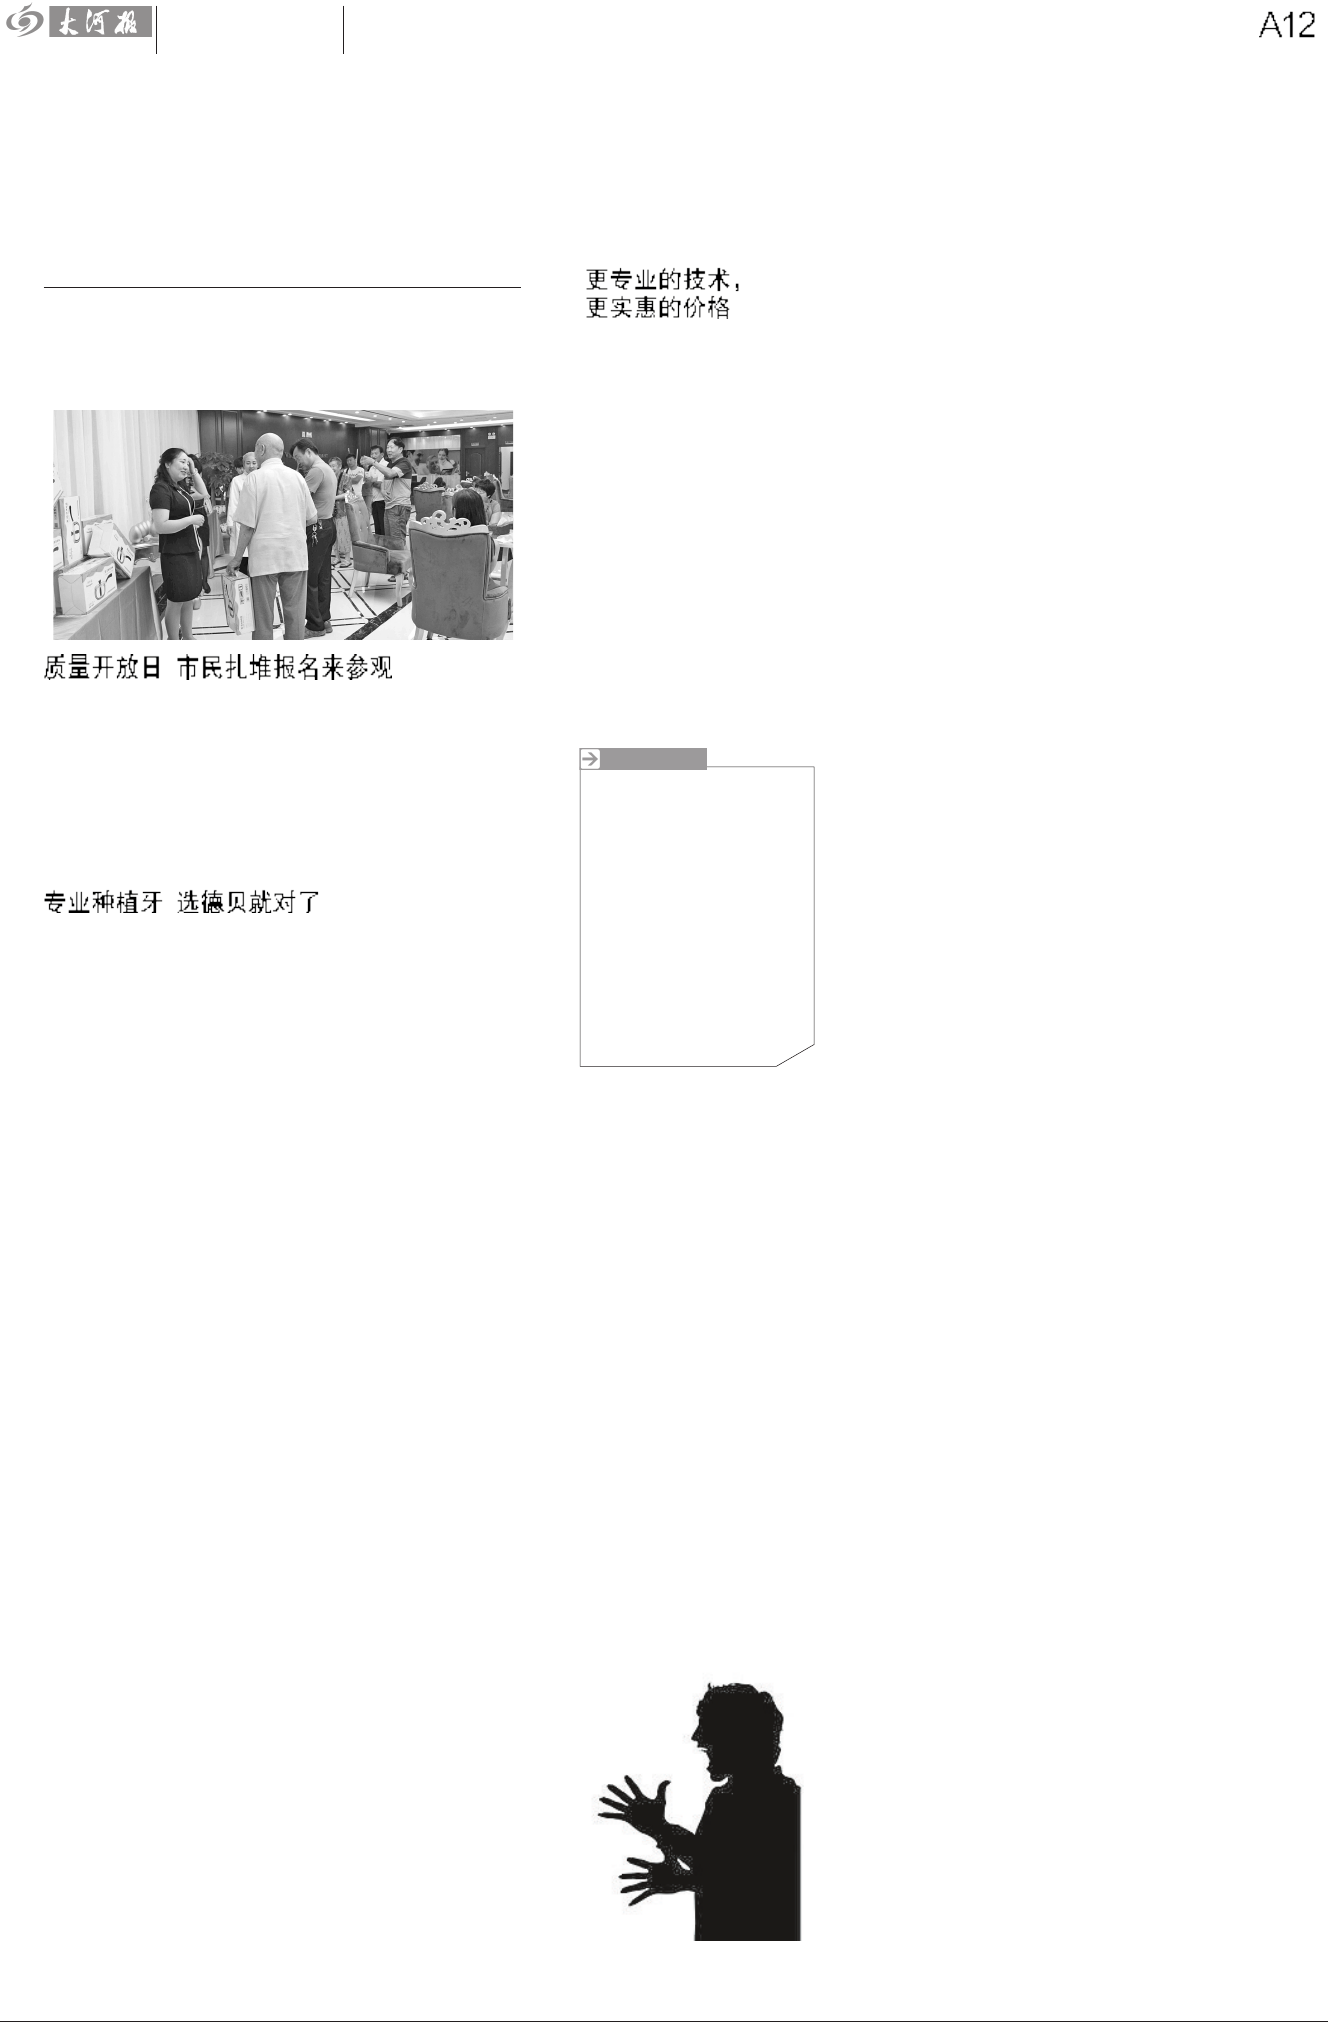 大河报
A12
质量开放日 市民扎堆报名来参观
专业种植牙 选德贝就对了
更专业的技术，
更实惠的价格